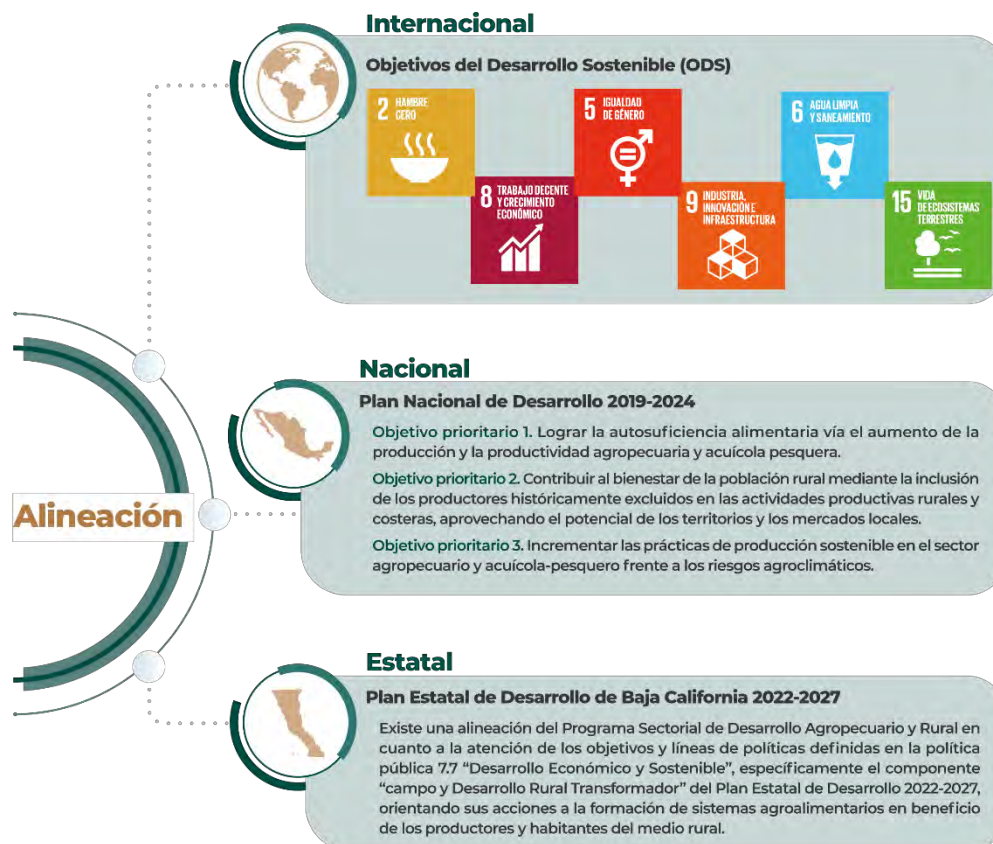 Internacional
Objetivos del Desarrollo Sostenible (ODS)
2 HAMBRE
CERO
5 IGUALDAD
DE GÉNERO
6 AGUA LIMPIA
Y SANEAMIENTO
8 TRABAJO DECENTE
Y CRECIMIENTO
ECONÓMICO
9 INDUSTRIA,
INNOVACIÓN E
INFRAESTRUCTURA
15 VIDA
DE ECOSISTEMAS
TERRESTRES
Alineación
Nacional
Plan Nacional de Desarrollo 2019-2024
Objetivo prioritario 1. Lograr la autosuficiencia alimentaria vía el aumento de la
producción y la productividad agropecuaria y acuícola pesquera.
Objetivo prioritario 2. Contribuir al bienestar de la población rural mediante la inclusión
de los productores históricamente excluidos en las actividades productivas rurales y
costeras, aprovechando el potencial de los territorios y los mercados locales.
Objetivo prioritario 3. Incrementar las prácticas de producción sostenible en el sector
agropecuario y acuícola-pesquero frente a los riesgos agroclimáticos.
Estatal
Plan Estatal de Desarrollo de Baja California 2022-2027
Existe una alineación del Programa Sectorial de Desarrollo Agropecuario y Rural en
cuanto a la atención de los objetivos y líneas de políticas definidas en la política
pública 7.7 “Desarrollo Económico y Sostenible”, específicamente el componente
“campo y Desarrollo Rural Transformador” del Plan Estatal de Desarrollo 2022-2027,
orientando sus acciones a la formación de sistemas agroalimentarios en beneficio
de los productores y habitantes del medio rural.